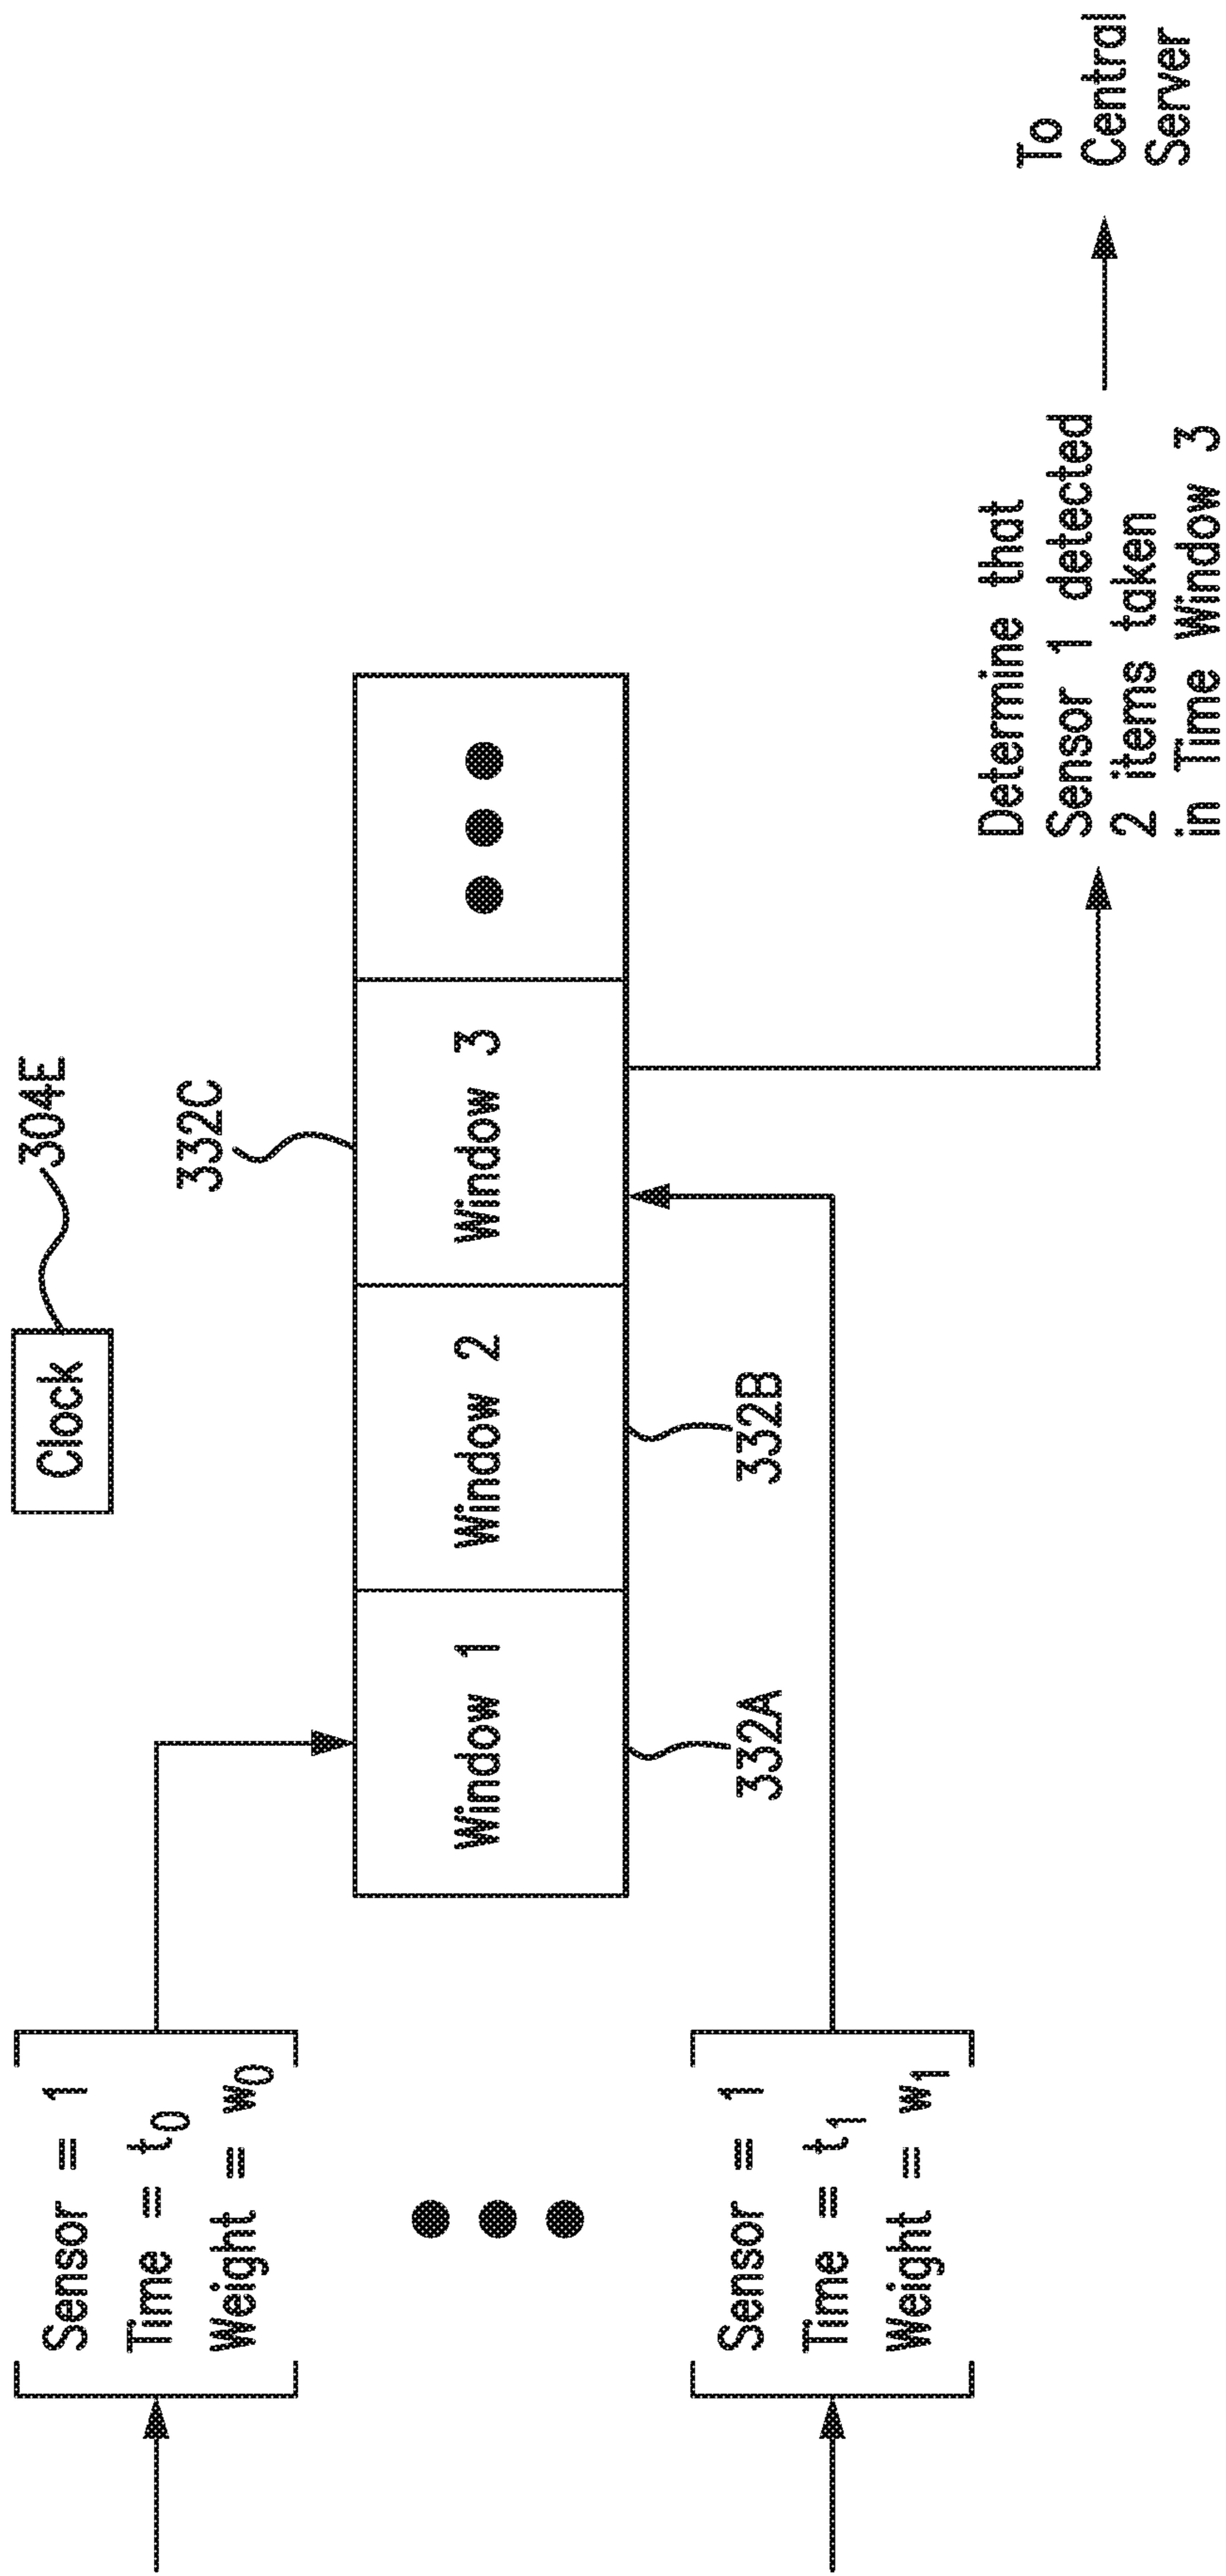 Clock
304E
Sensor = 1
Time = t₀
Weight = w₀
332C
Window 1
Window 2
Window 3
332A
332B
Sensor = 1
Time = t₁
Weight = w₁
Determine that
Sensor 1 detected
2 items taken
in Time Window 3
To
Central
Server